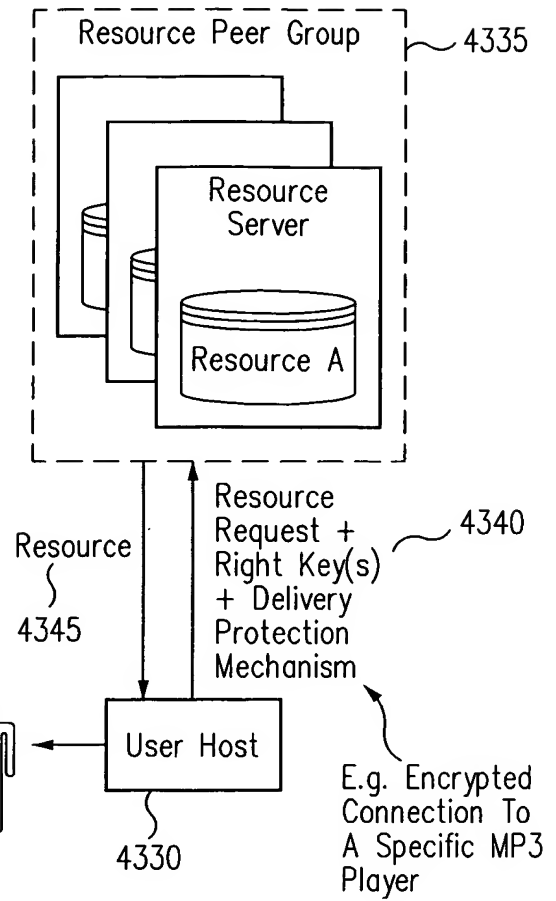 Resource Peer Group
4335
Resource
Server
Resource A
Resource
4345
Resource
Request +
Right Key(s)
+ Delivery
Protection
Mechanism
4340
User Host
4330
E.g. Encrypted
Connection To
A Specific MP3
Player